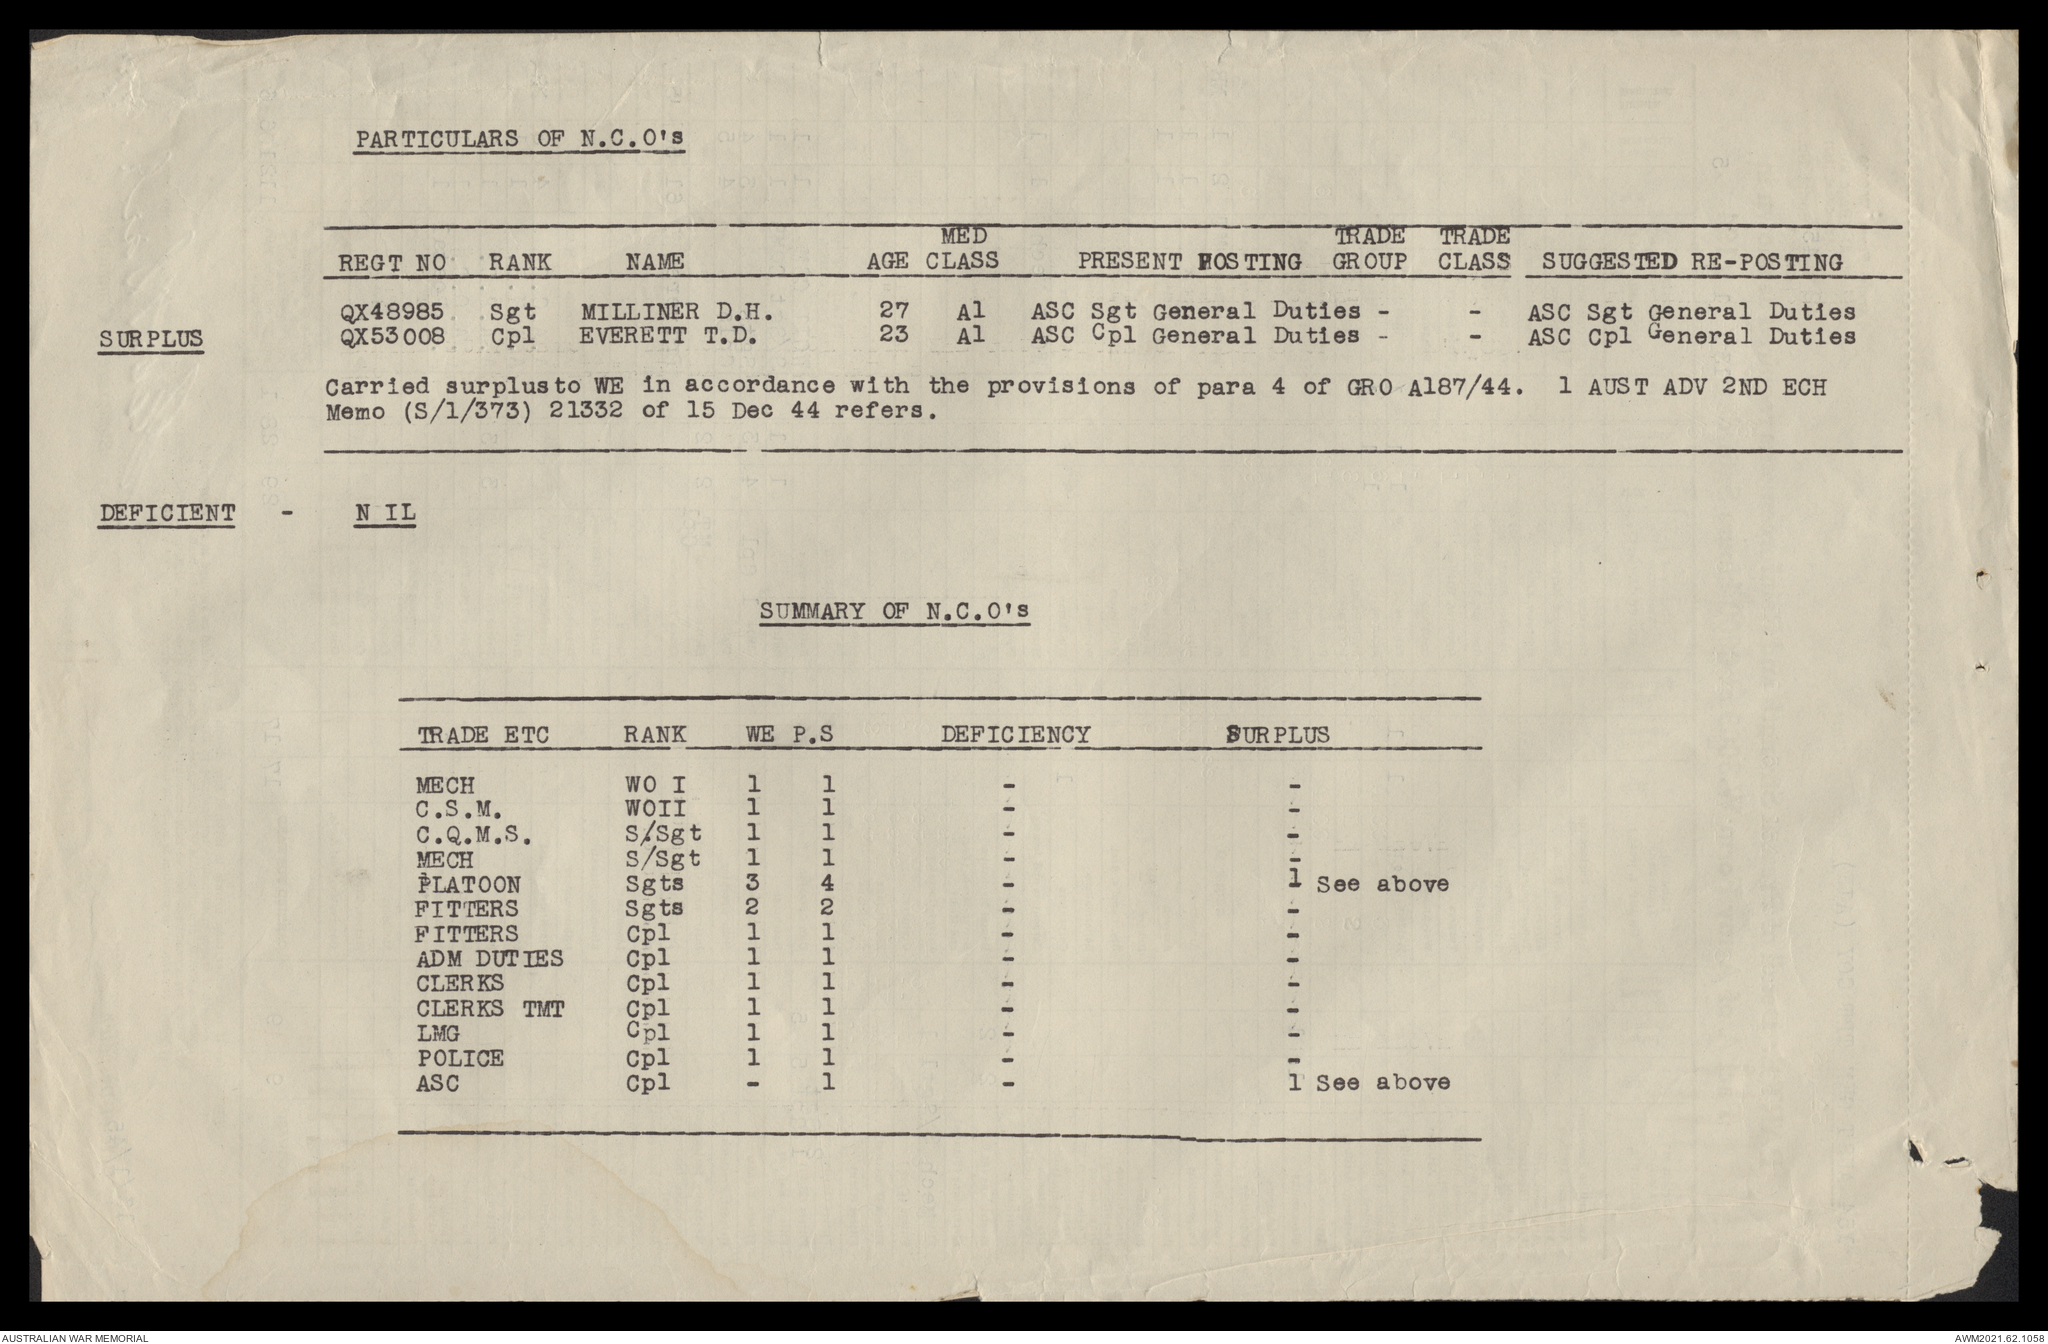 PARTICULARS OF N.C.O's
REGT NO RANK NAME AGE MED CLASS PRESENT POSTING TRADE GROUP TRADE CLASS SUGGESTED RE-POSTING
QX48985 Sgt MILLINER D.H. 27 A1 ASC Sgt General Duties - - ASC Sgt General Duties
SURPLUS QX53008 Cpl EVERETT T.D. 23 A1 ASC Cpl General Duties - - ASC Cpl General Duties
Carried surplusto WE in accordance with the provisions of para 4 of GRO A187/44. 1 AUST ADV 2ND ECH
Memo (S/1/373) 21332 of 15 Dec 44 refers.
DEFICIENT - N IL
SUMMARY OF N.C.O's
TRADE ETC RANK WE P.S DEFICIENCY SURPLUS
MECH WO I 1 1 - -
C.S.M. WOII 1 1 - -
C.Q.M.S. S/Sgt 1 1 - -
MECH S/Sgt 1 1 - -
PLATOON Sgts 3 4 - 1 See above
FITTERS Sgts 2 2 - -
FITTERS Cpl 1 1 - -
ADM DUTIES Cpl 1 1 - -
CLERKS Cpl 1 1 - -
CLERKS TMT Cpl 1 1 - -
LMG Cpl 1 1 - -
POLICE Cpl 1 1 - -
ASC Cpl - 1 - 1 See above
AUSTRALIAN WAR MEMORIAL AWM2021.62.1058